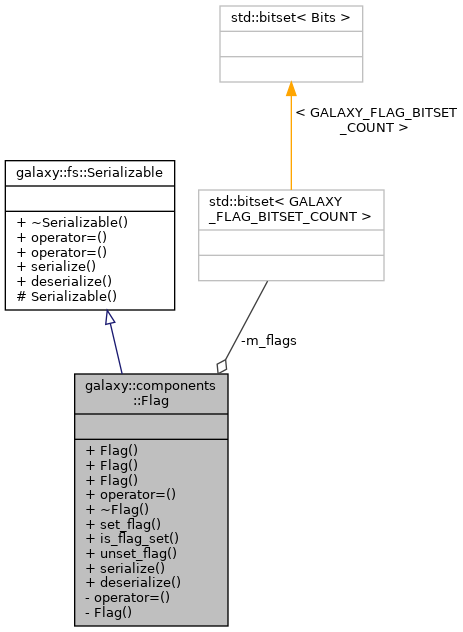 std::bitset< Bits >
< GALAXY_FLAG_BITSET
_COUNT >
galaxy::fs::Serializable
+ ~Serializable()
+ operator=()
+ operator=()
+ serialize()
+ deserialize()
# Serializable()
std::bitset< GALAXY
_FLAG_BITSET_COUNT >
-m_flags
galaxy::components
::Flag
+ Flag()
+ Flag()
+ Flag()
+ operator=()
+ ~Flag()
+ set_flag()
+ is_flag_set()
+ unset_flag()
+ serialize()
+ deserialize()
- operator=()
- Flag()